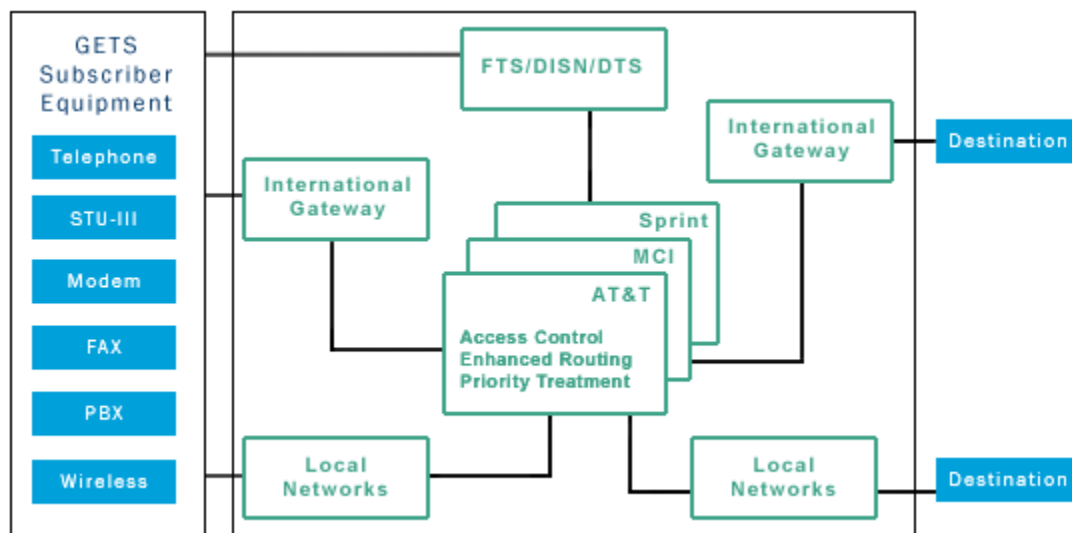 GETS
Subscriber
Equipment
Telephone
STU-III
Modem
FAX
PBX
Wireless
FTS/DISN/DTS
International
Gateway
International
Gateway
Sprint
MCI
AT&T
Access Control
Enhanced Routing
Priority Treatment
Local
Networks
Local
Networks
Destination
Destination